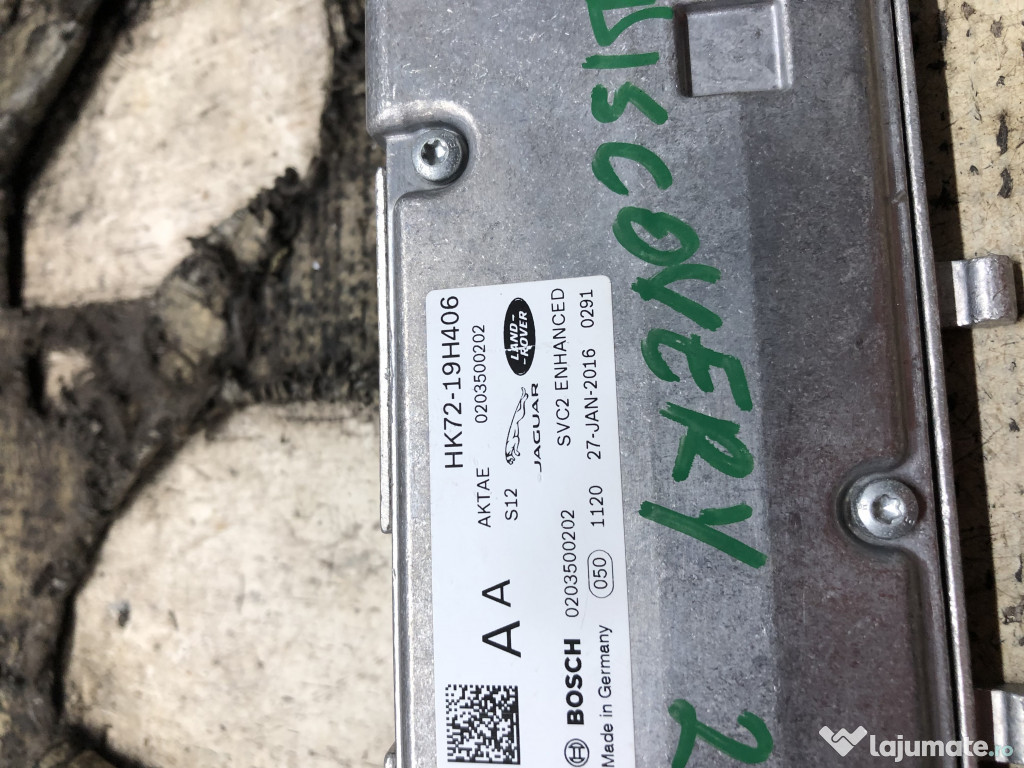 HK72-19H406
AKTAE 0203500202
S12
A A
JAGUAR
LAND-
-ROVER
SVC2 ENHANCED
BOSCH 0203500202
050 1120 27-JAN-2016 0291
Made in Germany
DISCOVERY
2
lajumate.ro